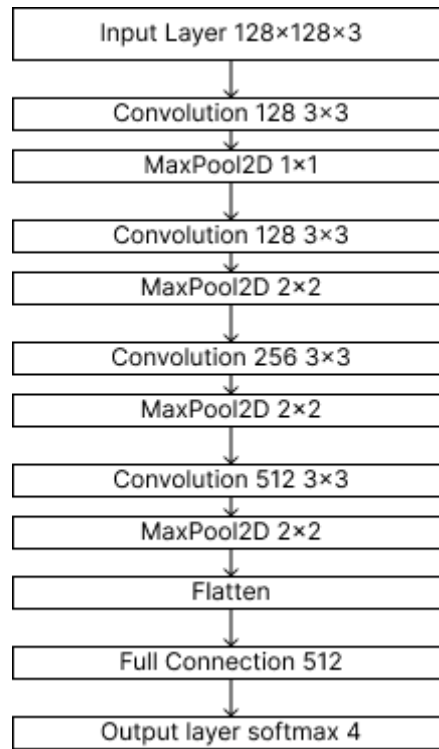 Input Layer 128×128×3
Convolution 128 3×3
MaxPool2D 1×1
Convolution 128 3×3
MaxPool2D 2×2
Convolution 256 3×3
MaxPool2D 2×2
Convolution 512 3×3
MaxPool2D 2×2
Flatten
Full Connection 512
Output layer softmax 4